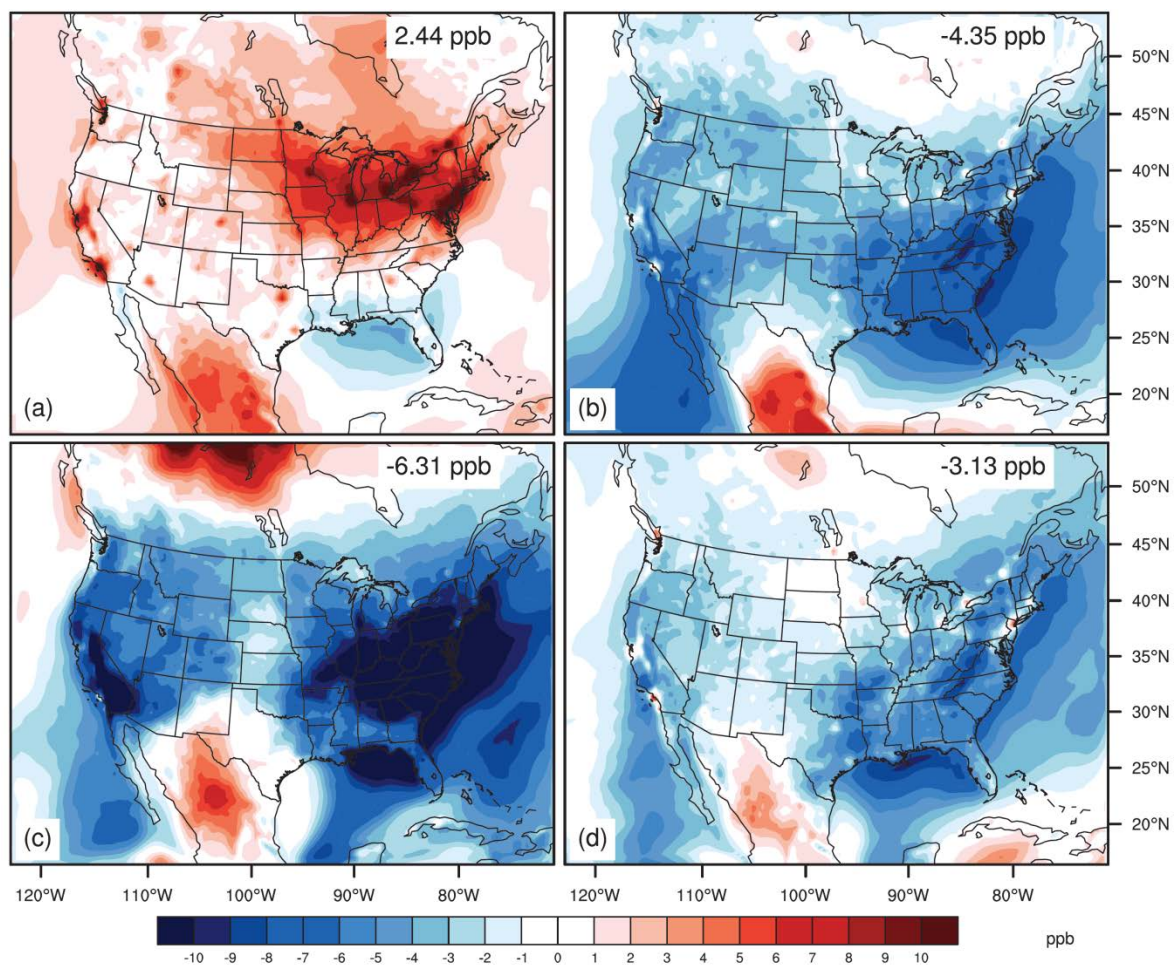 2.44 ppb
-4.35 ppb
50°N
45°N
40°N
35°N
30°N
25°N
20°N
(a)
(b)
-6.31 ppb
-3.13 ppb
50°N
45°N
40°N
35°N
30°N
25°N
20°N
(c)
(d)
120°W 110°W 100°W 90°W 80°W 120°W 110°W 100°W 90°W 80°W
-10 -9 -8 -7 -6 -5 -4 -3 -2 -1 0 1 2 3 4 5 6 7 8 9 10 ppb